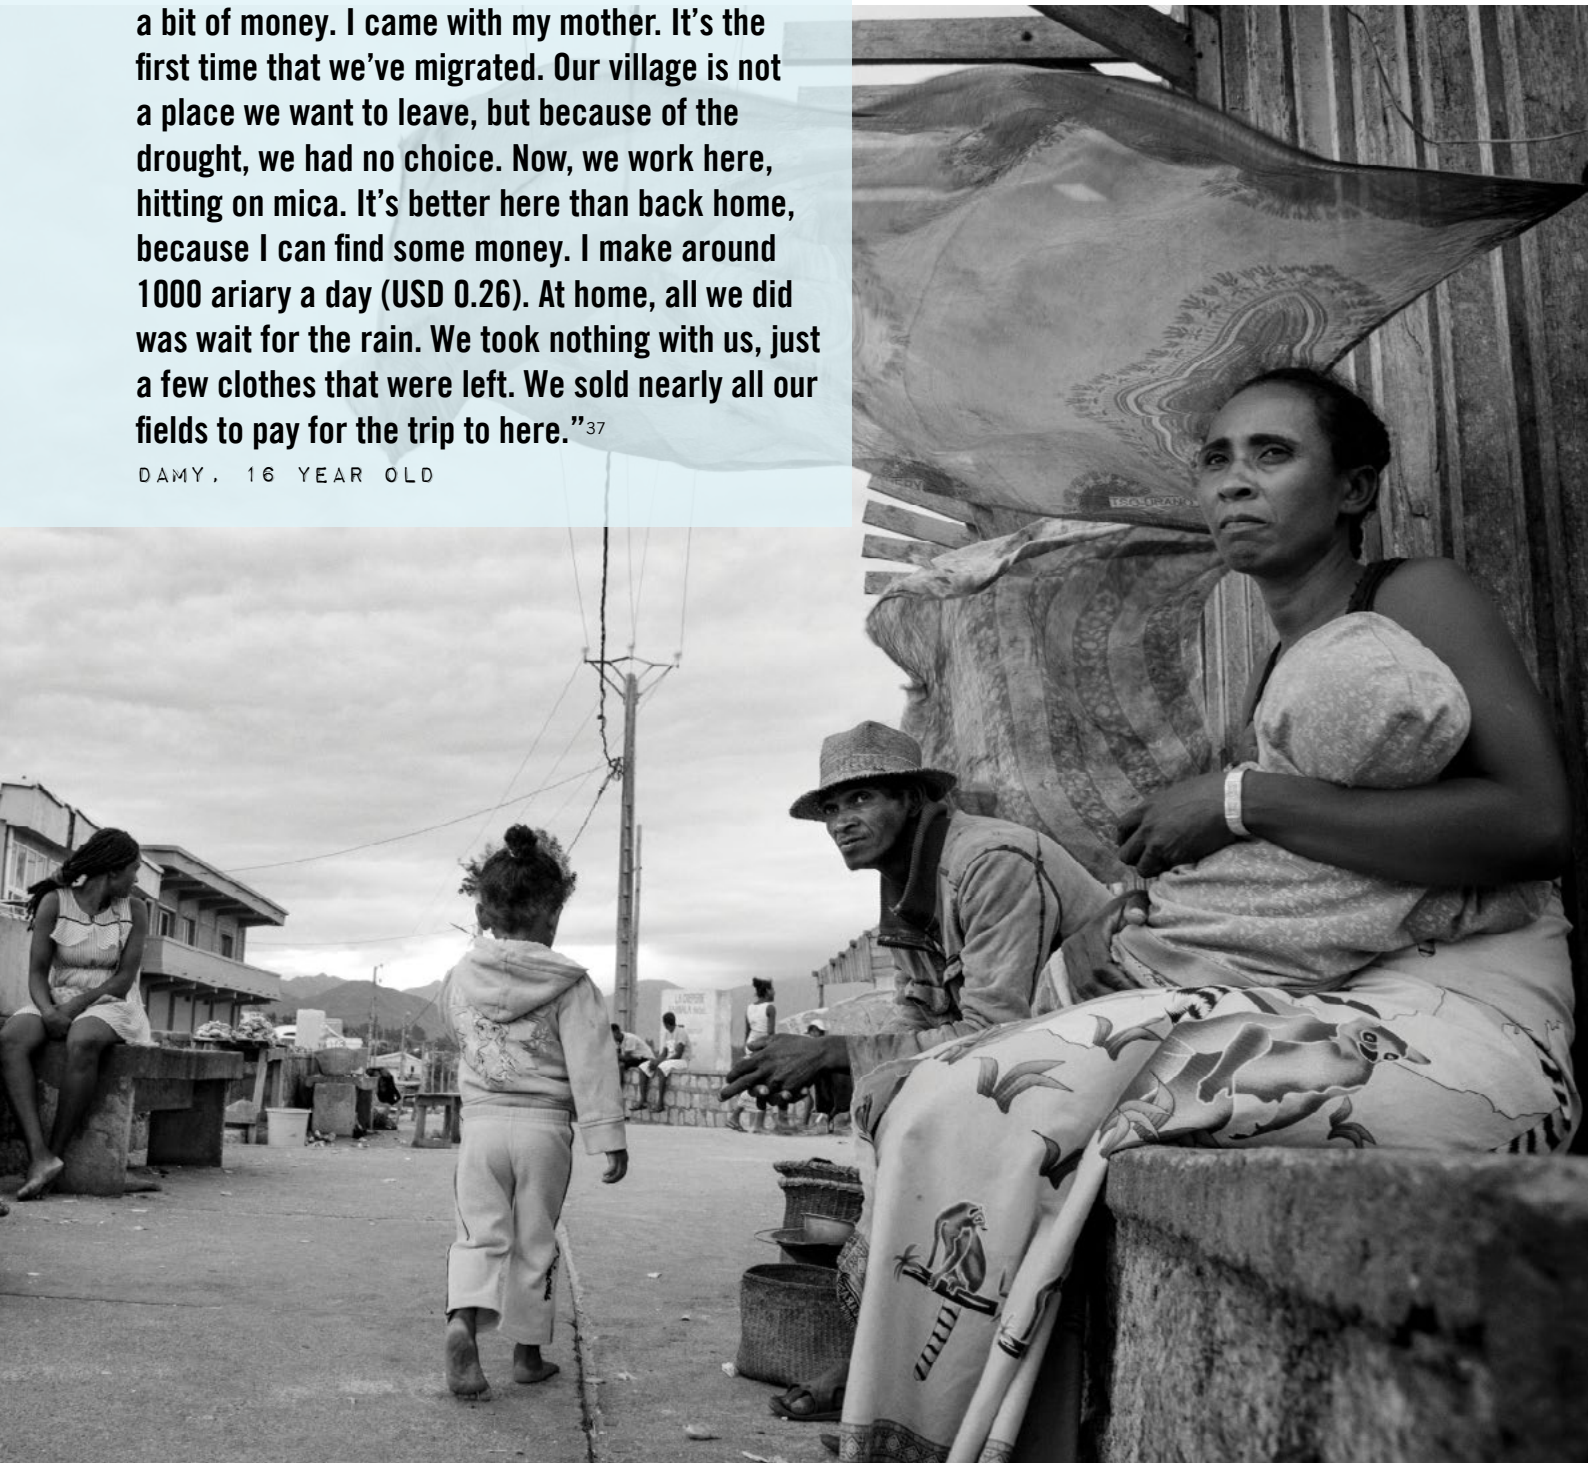 a bit of money. I came with my mother. It’s the
first time that we’ve migrated. Our village is not
a place we want to leave, but because of the
drought, we had no choice. Now, we work here,
hitting on mica. It’s better here than back home,
because I can find some money. I make around
1000 ariary a day (USD 0.26). At home, all we did
was wait for the rain. We took nothing with us, just
a few clothes that were left. We sold nearly all our
fields to pay for the trip to here.”37
DAMY, 16 YEAR OLD